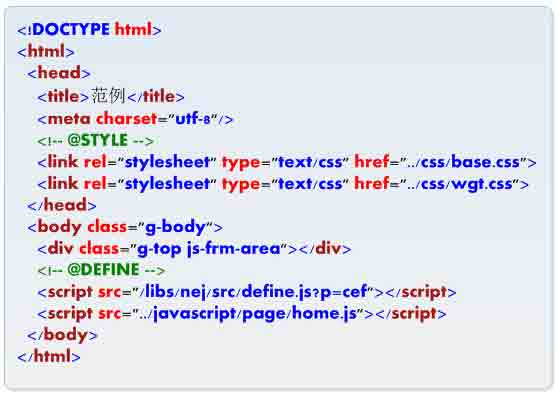 <!DOCTYPE html>
<html>
<head>
<title>范例</title>
<meta charset="utf-8"/>
<!-- @STYLE -->
<link rel="stylesheet" type="text/css" href="../css/base.css">
<link rel="stylesheet" type="text/css" href="../css/wgt.css">
</head>
<body class="g-body">
<div class="g-top js-frm-area"></div>
<!-- @DEFINE -->
<script src="/libs/nej/src/define.js?p=cef"></script>
<script src="../javascript/page/home.js"></script>
</body>
</html>